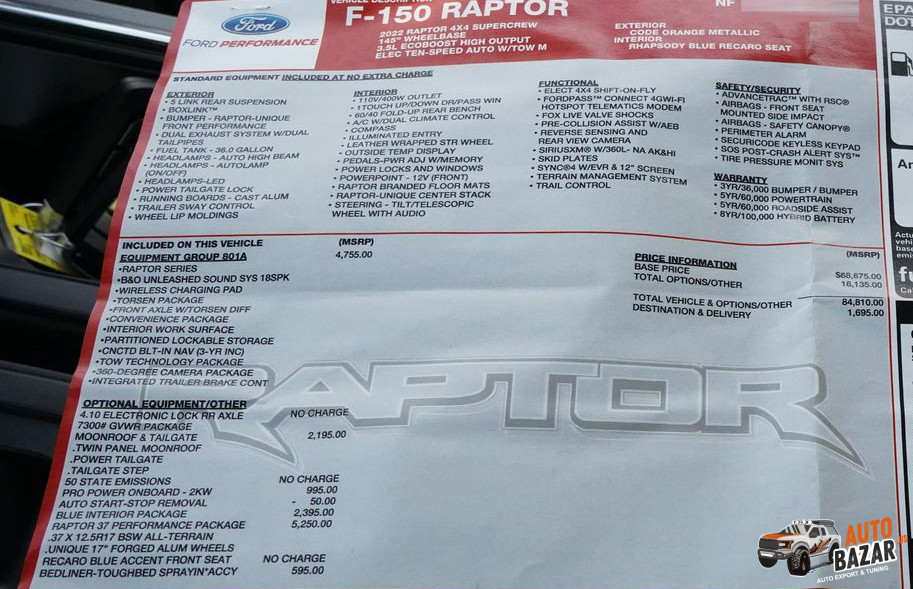 VEHICLE DESCRIPTION
F-150 RAPTOR
NF
Ford
FORD PERFORMANCE
2022 RAPTOR 4X4 SUPERCREW
145" WHEELBASE
3.5L ECOBOOST HIGH OUTPUT
ELEC TEN-SPEED AUTO W/TOW M
EXTERIOR
CODE ORANGE METALLIC
INTERIOR
RHAPSODY BLUE RECARO SEAT
STANDARD EQUIPMENT INCLUDED AT NO EXTRA CHARGE
EXTERIOR
• 5 LINK REAR SUSPENSION
• BOXLINK™
• BUMPER - RAPTOR-UNIQUE
FRONT PERFORMANCE
• DUAL EXHAUST SYSTEM W/DUAL
TAILPIPES
• FUEL TANK - 36.0 GALLON
• HEADLAMPS - AUTO HIGH BEAM
• HEADLAMPS - AUTOLAMP
(ON/OFF)
• HEADLAMPS-LED
• POWER TAILGATE LOCK
• RUNNING BOARDS - CAST ALUM
• TRAILER SWAY CONTROL
• WHEEL LIP MOLDINGS
INTERIOR
• 110V/400W OUTLET
• 1TOUCH UP/DOWN DR/PASS WIN
• 60/40 FOLD-UP REAR BENCH
• A/C W/DUAL CLIMATE CONTROL
• COMPASS
• ILLUMINATED ENTRY
• LEATHER WRAPPED STR WHEEL
• OUTSIDE TEMP DISPLAY
• PEDALS-PWR ADJ W/MEMORY
• POWER LOCKS AND WINDOWS
• POWERPOINT - 12V (FRONT)
• RAPTOR BRANDED FLOOR MATS
• RAPTOR-UNIQUE CENTER STACK
• STEERING - TILT/TELESCOPIC
WHEEL WITH AUDIO
FUNCTIONAL
• ELECT 4X4 SHIFT-ON-FLY
• FORDPASS™ CONNECT 4GWI-FI
HOTSPOT TELEMATICS MODEM
• FOX LIVE VALVE SHOCKS
• PRE-COLLISION ASSIST W/AEB
• REVERSE SENSING AND
REAR VIEW CAMERA
• SIRIUSXM® W/360L- NA AK&HI
• SKID PLATES
• SYNC®4 W/EVR & 12" SCREEN
• TERRAIN MANAGEMENT SYSTEM
• TRAIL CONTROL
SAFETY/SECURITY
• ADVANCETRAC™ WITH RSC®
• AIRBAGS - FRONT SEAT
MOUNTED SIDE IMPACT
• AIRBAGS - SAFETY CANOPY®
• PERIMETER ALARM
• SECURICODE KEYLESS KEYPAD
• SOS POST-CRASH ALERT SYS™
• TIRE PRESSURE MONIT SYS
WARRANTY
• 3YR/36,000 BUMPER / BUMPER
• 5YR/60,000 POWERTRAIN
• 5YR/60,000 ROADSIDE ASSIST
• 8YR/100,000 HYBRID BATTERY
INCLUDED ON THIS VEHICLE (MSRP)
EQUIPMENT GROUP 801A 4,755.00
•RAPTOR SERIES
•B&O UNLEASHED SOUND SYS 18SPK
•WIRELESS CHARGING PAD
•TORSEN PACKAGE
•FRONT AXLE W/TORSEN DIFF
•CONVENIENCE PACKAGE
•INTERIOR WORK SURFACE
•PARTITIONED LOCKABLE STORAGE
•CNCTD BLT-IN NAV (3-YR INC)
•TOW TECHNOLOGY PACKAGE
•360-DEGREE CAMERA PACKAGE
•INTEGRATED TRAILER BRAKE CONT
PRICE INFORMATION (MSRP)
BASE PRICE $68,675.00
TOTAL OPTIONS/OTHER 16,135.00
TOTAL VEHICLE & OPTIONS/OTHER 84,810.00
DESTINATION & DELIVERY 1,695.00
RAPTOR
OPTIONAL EQUIPMENT/OTHER
4.10 ELECTRONIC LOCK RR AXLE NO CHARGE
7300# GVWR PACKAGE
MOONROOF & TAILGATE 2,195.00
.TWIN PANEL MOONROOF
.POWER TAILGATE
.TAILGATE STEP
50 STATE EMISSIONS NO CHARGE
PRO POWER ONBOARD - 2KW 995.00
AUTO START-STOP REMOVAL - 50.00
BLUE INTERIOR PACKAGE 2,395.00
RAPTOR 37 PERFORMANCE PACKAGE 5,250.00
.37 X 12.5R17 BSW ALL-TERRAIN
.UNIQUE 17" FORGED ALUM WHEELS
RECARO BLUE ACCENT FRONT SEAT NO CHARGE
BEDLINER-TOUGHBED SPRAYIN*ACCY 595.00
EPA
DOT
Actu
vehi
base
emi
fu
AUTO
BAZAR
AUTO EXPORT & TUNING